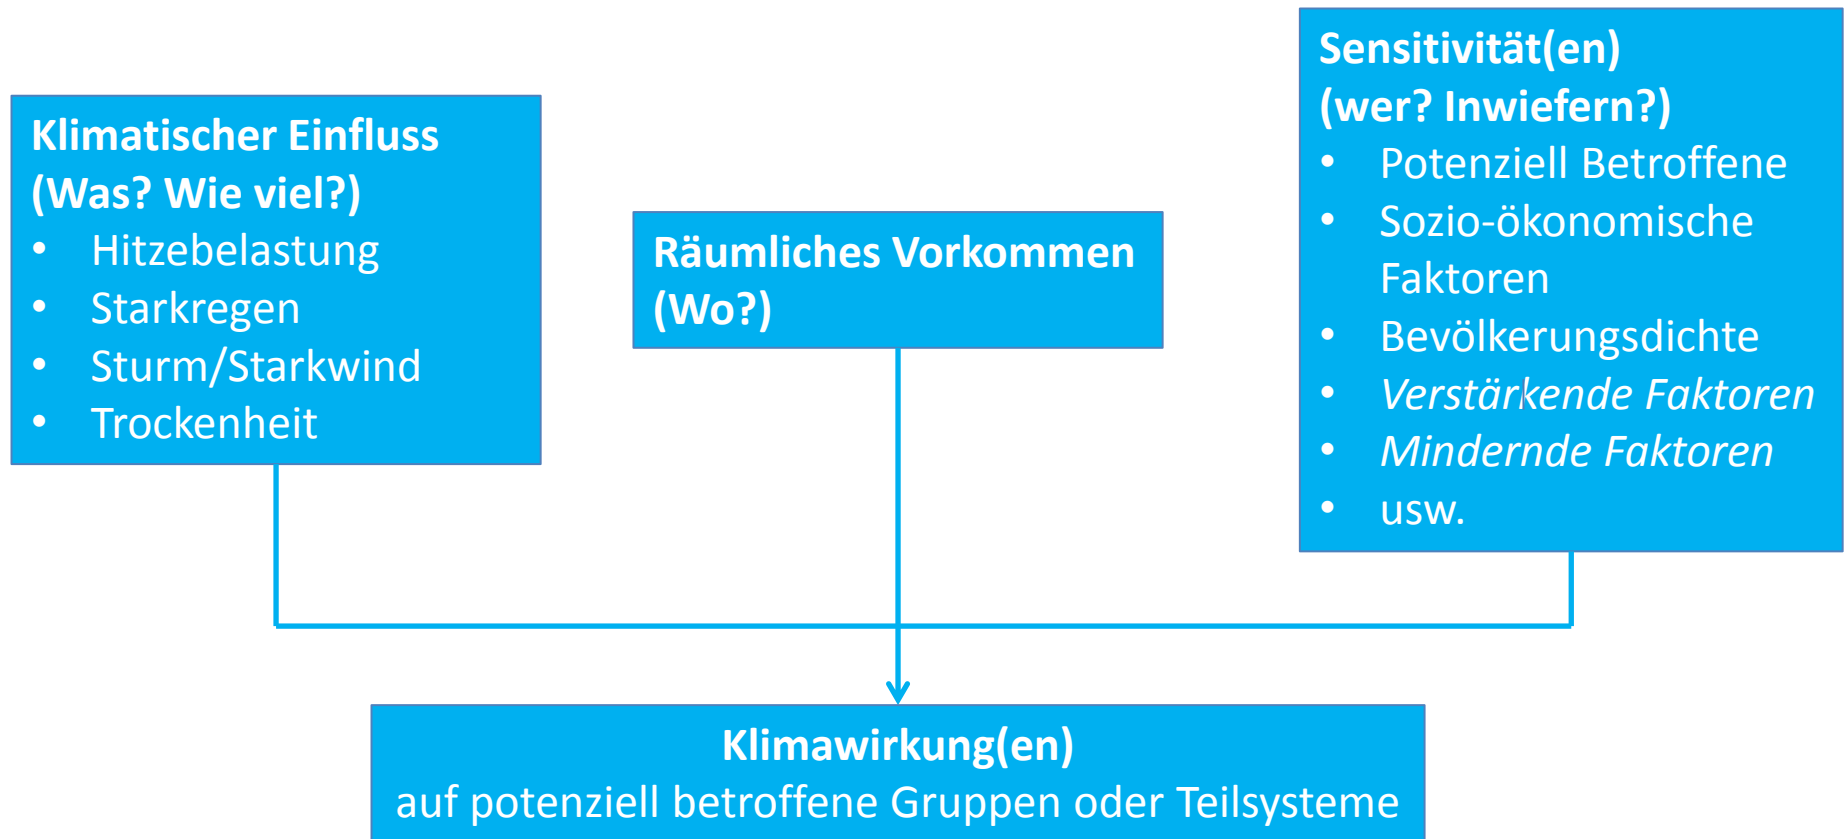 Klimatischer Einfluss
(Was? Wie viel?)
• Hitzebelastung
• Starkregen
• Sturm/Starkwind
• Trockenheit
Räumliches Vorkommen
(Wo?)
Sensitivität(en)
(wer? Inwiefern?)
• Potenziell Betroffene
• Sozio-ökonomische
Faktoren
• Bevölkerungsdichte
• Verstärkende Faktoren
• Mindernde Faktoren
• usw.
Klimawirkung(en)
auf potenziell betroffene Gruppen oder Teilsysteme